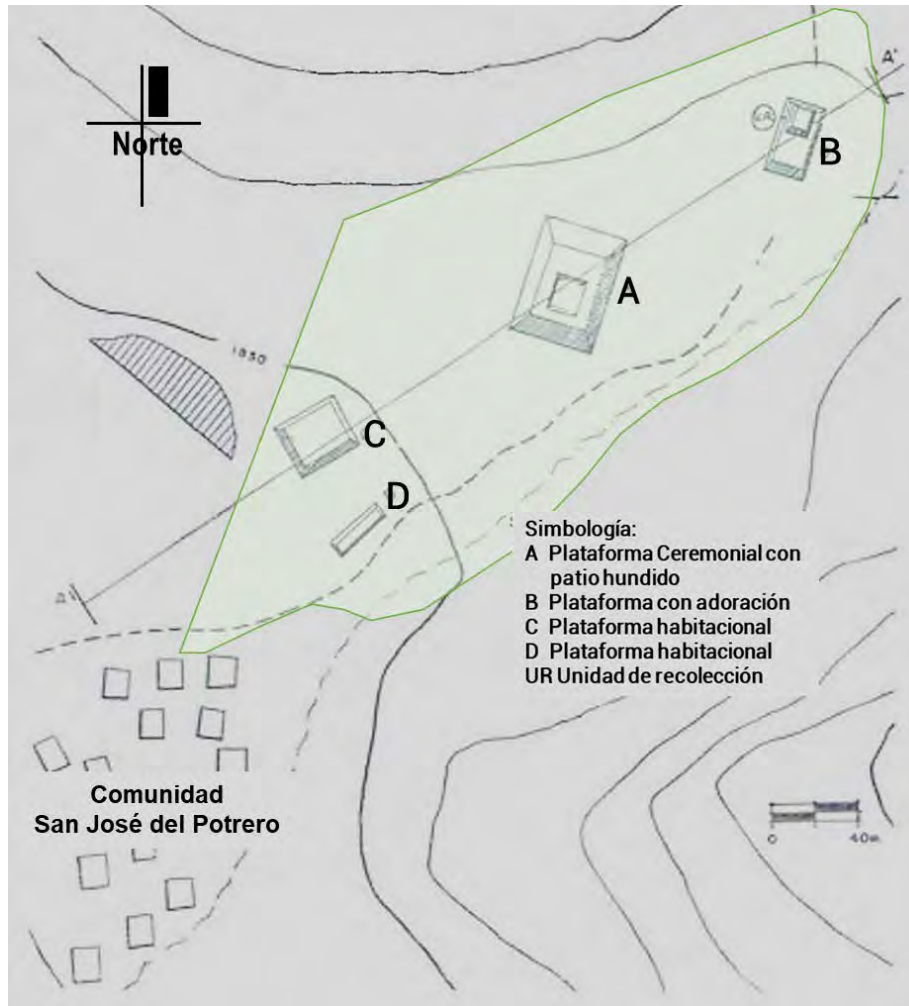 Norte
A'
UR
B
A
1850
C
D
Simbología:
A Plataforma Ceremonial con
patio hundido
B Plataforma con adoración
C Plataforma habitacional
D Plataforma habitacional
UR Unidad de recolección
Comunidad
San José del Potrero
0 40m.